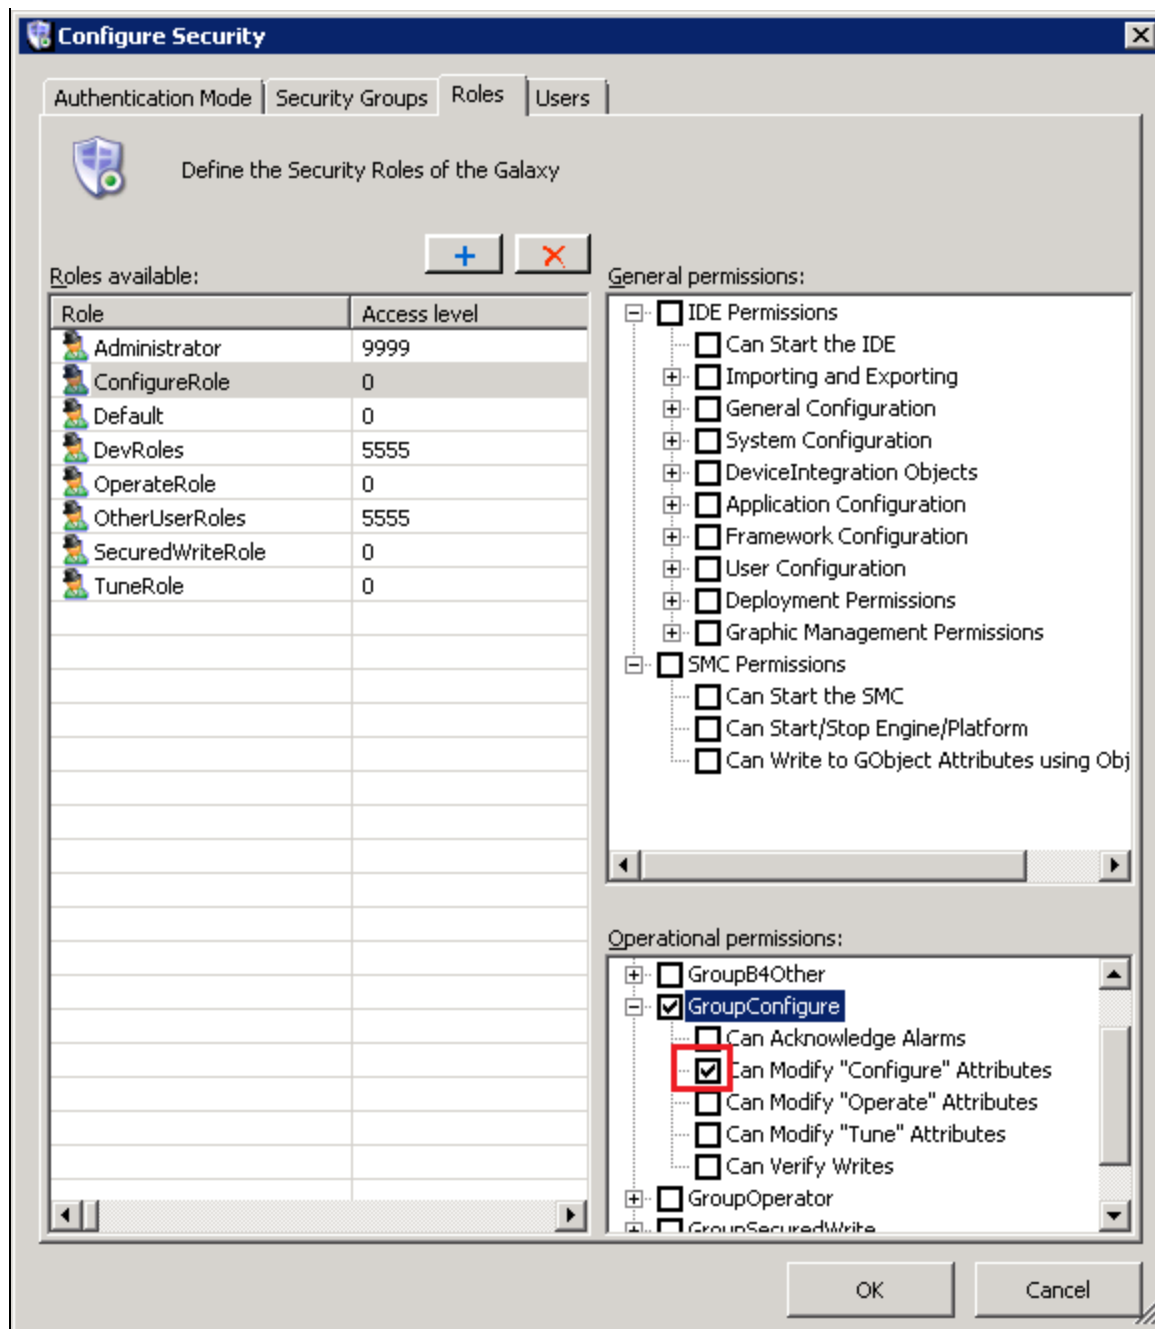 Configure Security
Authentication Mode
Security Groups
Roles
Users
Define the Security Roles of the Galaxy
Roles available:
Role Access level
Administrator 9999
ConfigureRole 0
Default 0
DevRoles 5555
OperateRole 0
OtherUserRoles 5555
SecuredWriteRole 0
TuneRole 0
General permissions:
IDE Permissions
Can Start the IDE
Importing and Exporting
General Configuration
System Configuration
DeviceIntegration Objects
Application Configuration
Framework Configuration
User Configuration
Deployment Permissions
Graphic Management Permissions
SMC Permissions
Can Start the SMC
Can Start/Stop Engine/Platform
Can Write to GObject Attributes using Obj
Operational permissions:
GroupB4Other
GroupConfigure
Can Acknowledge Alarms
Can Modify "Configure" Attributes
Can Modify "Operate" Attributes
Can Modify "Tune" Attributes
Can Verify Writes
GroupOperator
GroupSecuredWrite
OK
Cancel